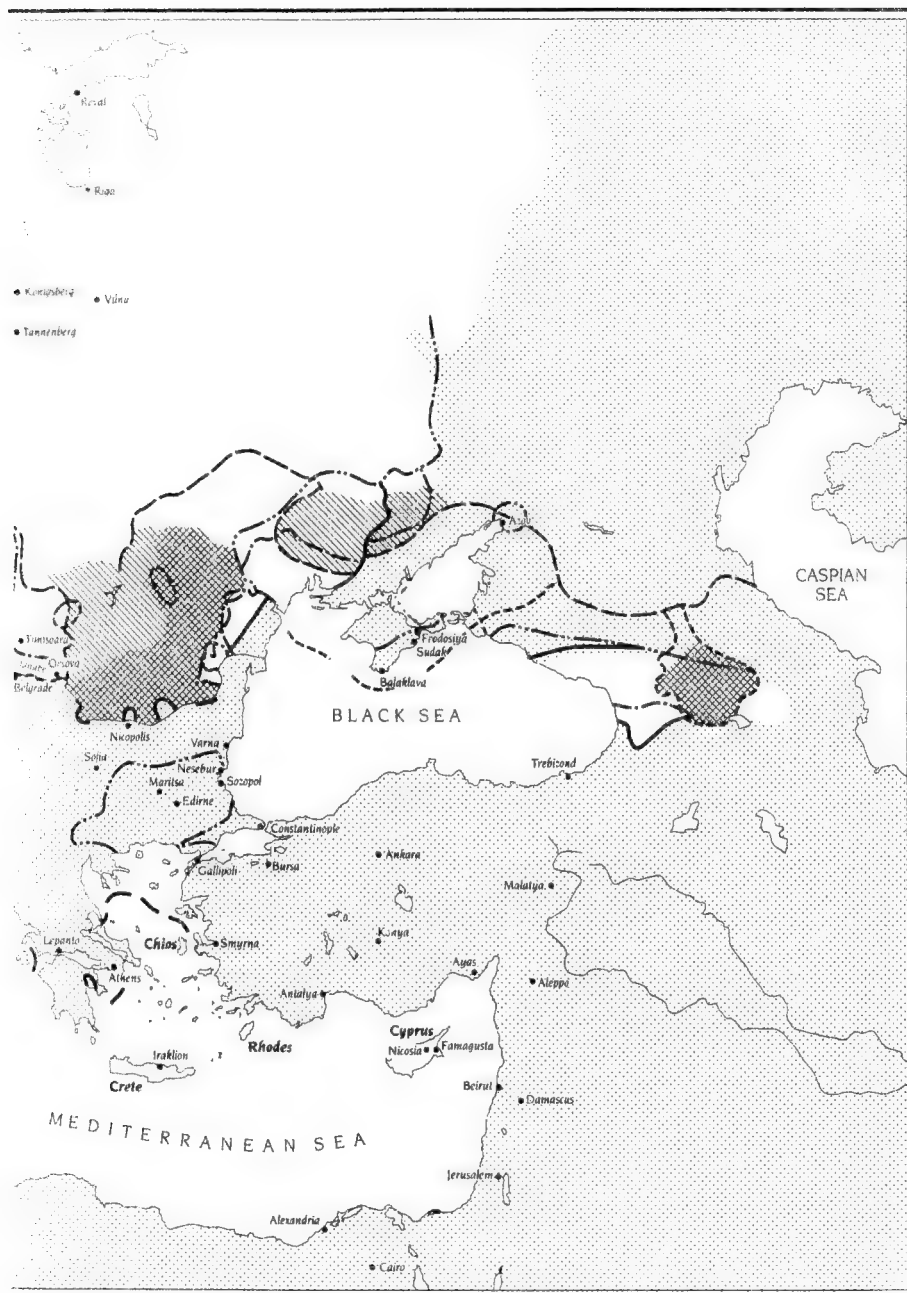 Reval
Riga
Konigsberg
Vilna
Tannenberg
Azov
CASPIAN
SEA
Timisoara
Orsova
Belgrade
Feodosiya
Sudak
Balaklava
BLACK SEA
Nicopolis
Varna
Sofia
Nesebur
Sozopol
Maritsa
Edirne
Trebizond
Constantinople
Gallipoli
Bursa
Ankara
Malatya
Lepanto
Chios
Smyrna
Konya
Athens
Ayas
Aleppo
Antalya
Rhodes
Cyprus
Nicosia
Famagusta
Iraklion
Crete
Beirut
Damascus
MEDITERRANEAN SEA
Jerusalem
Alexandria
Cairo